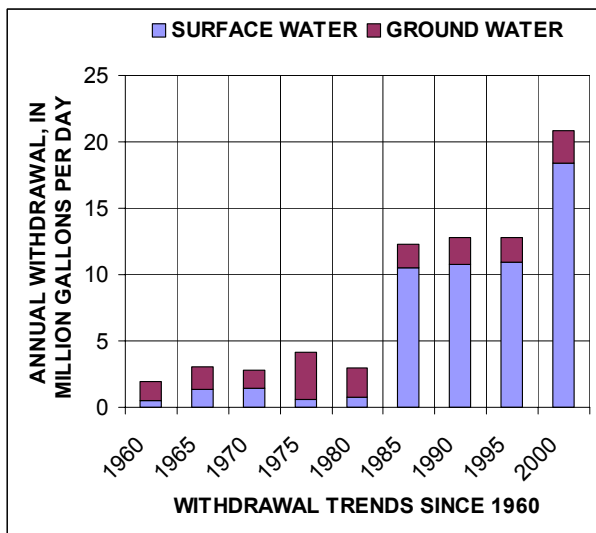 SURFACE WATER GROUND WATER
ANNUAL WITHDRAWAL, IN
MILLION GALLONS PER DAY
25
20
15
10
5
0
1960 1965 1970 1975 1980 1985 1990 1995 2000
WITHDRAWAL TRENDS SINCE 1960